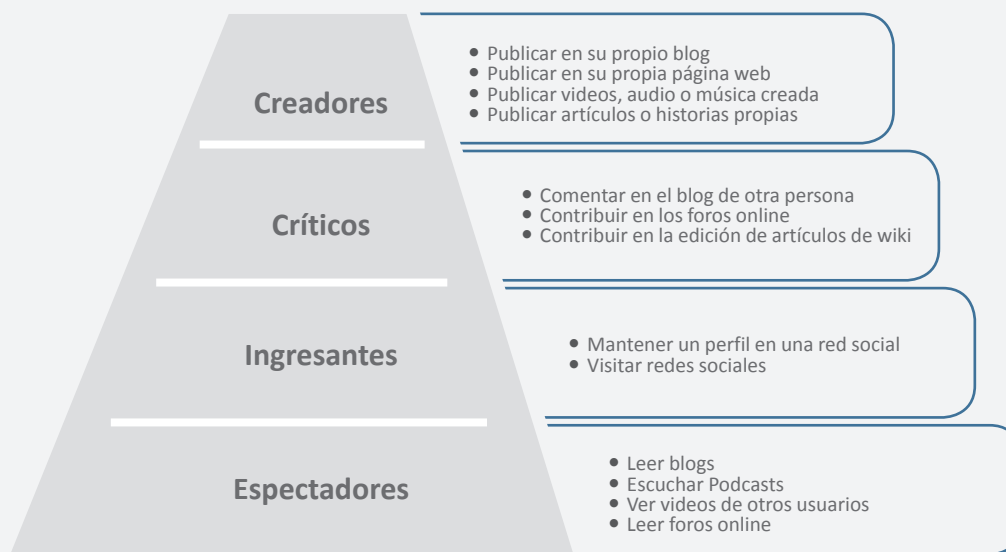 Creadores
• Publicar en su propio blog
• Publicar en su propia página web
• Publicar videos, audio o música creada
• Publicar artículos o historias propias
Críticos
• Comentar en el blog de otra persona
• Contribuir en los foros online
• Contribuir en la edición de artículos de wiki
Ingresantes
• Mantener un perfil en una red social
• Visitar redes sociales
Espectadores
• Leer blogs
• Escuchar Podcasts
• Ver videos de otros usuarios
• Leer foros online